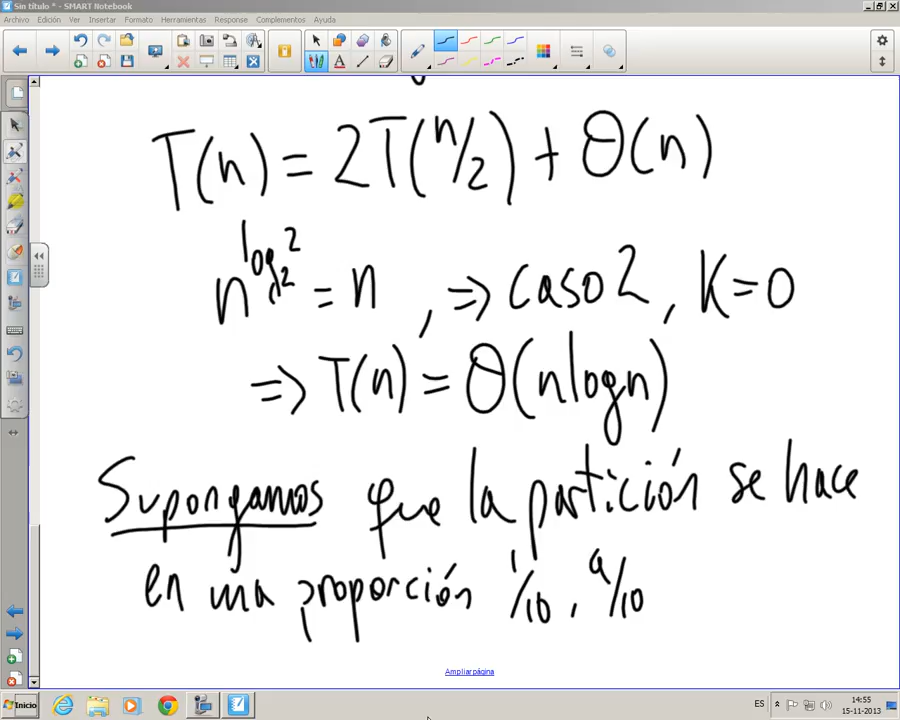 Sin título * - SMART Notebook
Archivo Edición Ver Insertar Formato Herramientas Response Complementos Ayuda
T(n) = 2T(n/2) + Θ(n)
n^log₂2 = n , => caso 2, K=0
=> T(n) = Θ(nlogn)
Supongamos que la partición se hace
en una proporción 1/10, 9/10
Ampliar página
Inicio
ES
14:55
15-11-2013